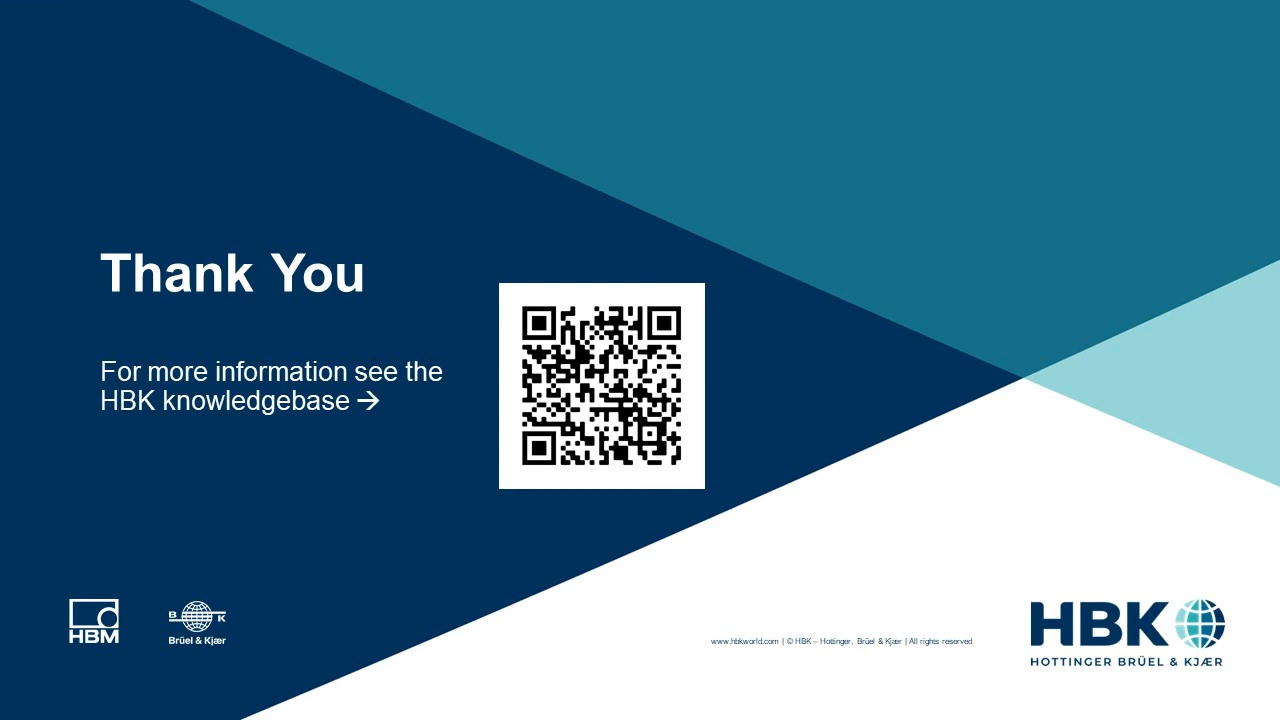 Thank You
For more information see the
HBK knowledgebase →
HBM
B K
Brüel & Kjær
www.hbkworld.com | © HBK – Hottinger, Brüel & Kjær | All rights reserved
HBK
HOTTINGER BRÜEL & KJÆR